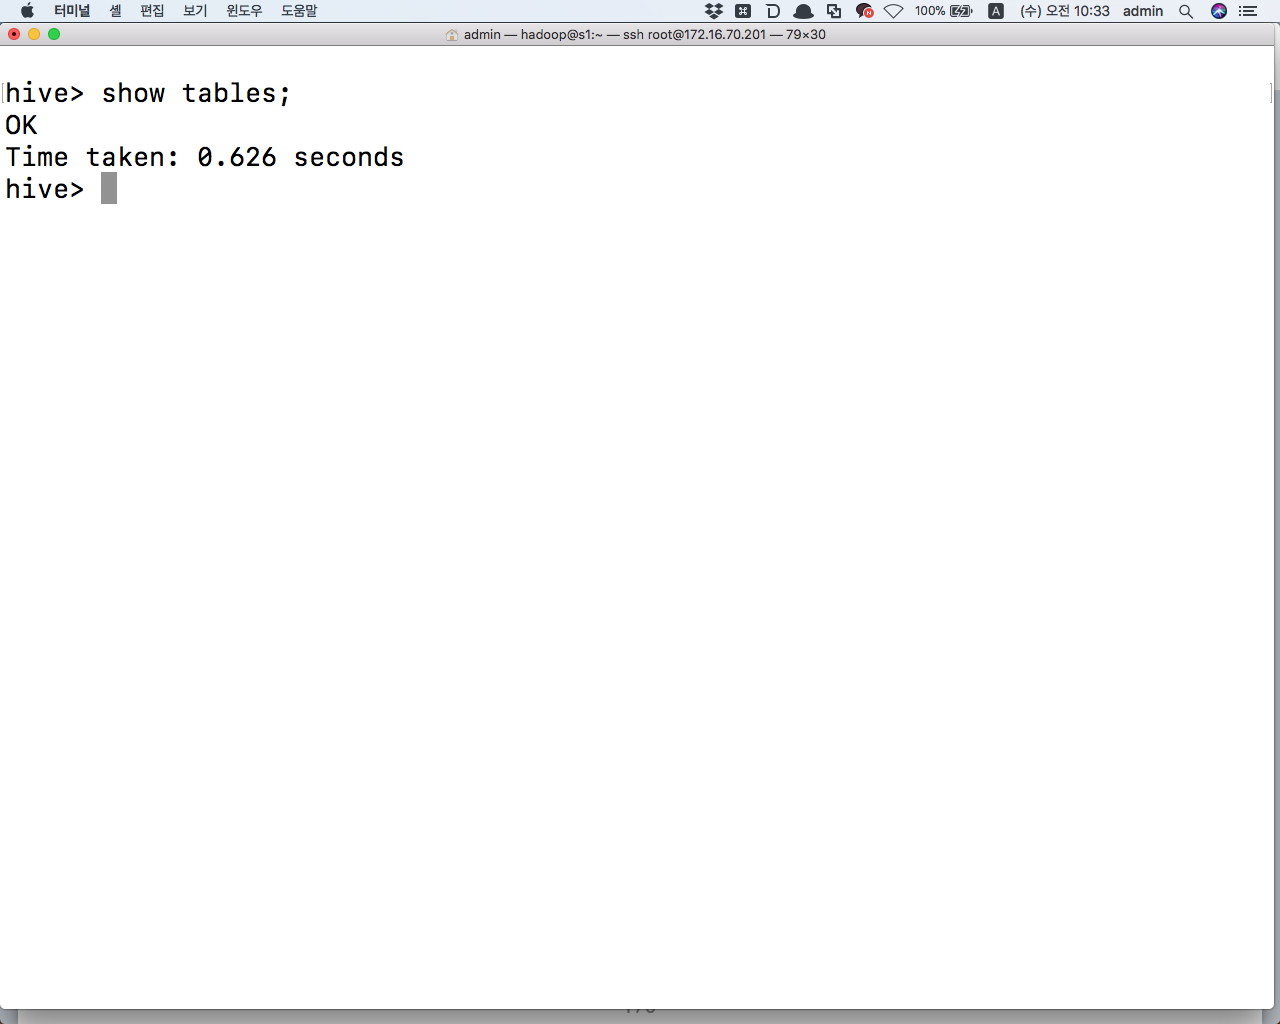 터미널 셸 편집 보기 윈도우 도움말 100% A (수) 오전 10:33 admin
admin — hadoop@s1:~ — ssh root@172.16.70.201 — 79×30
hive> show tables;
OK
Time taken: 0.626 seconds
hive>